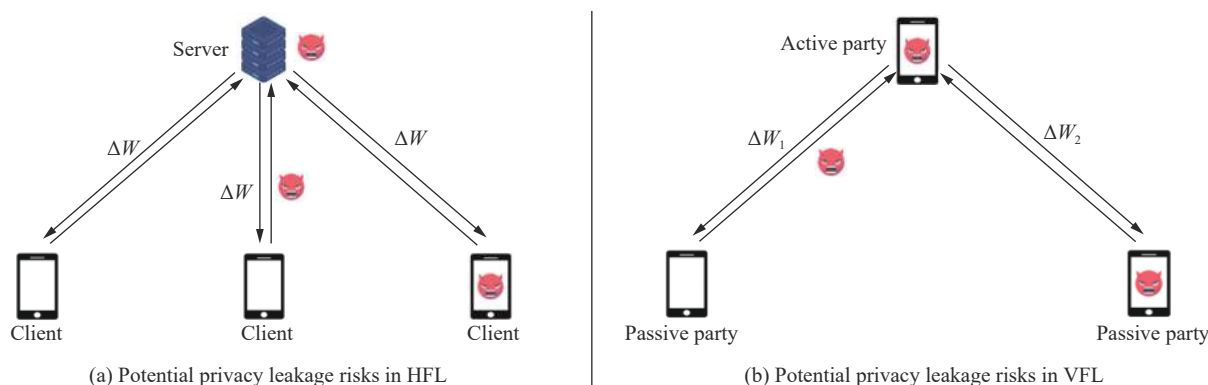 Server
ΔW
ΔW
ΔW
Client
Client
Client
(a) Potential privacy leakage risks in HFL
Active party
ΔW₁
ΔW₂
Passive party
Passive party
(b) Potential privacy leakage risks in VFL